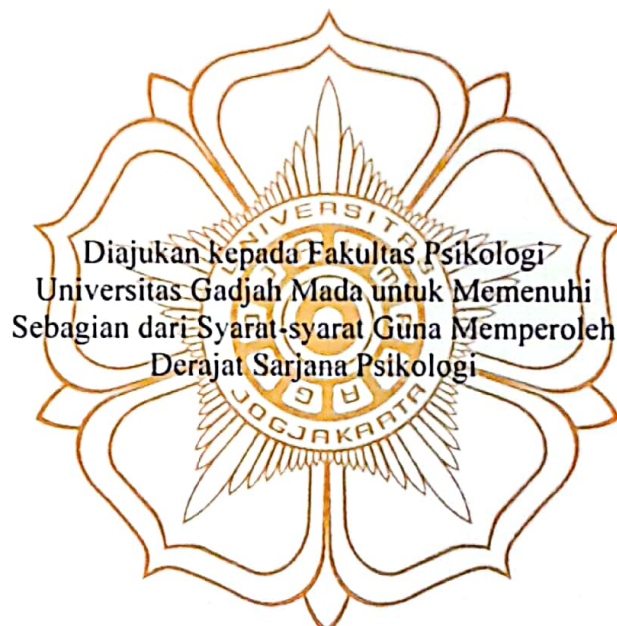 Diajukan kepada Fakultas Psikologi
Universitas Gadjah Mada untuk Memenuhi
Sebagian dari Syarat-syarat Guna Memperoleh
Derajat Sarjana Psikologi
UNIVERSITAS
JOGJAKARTA